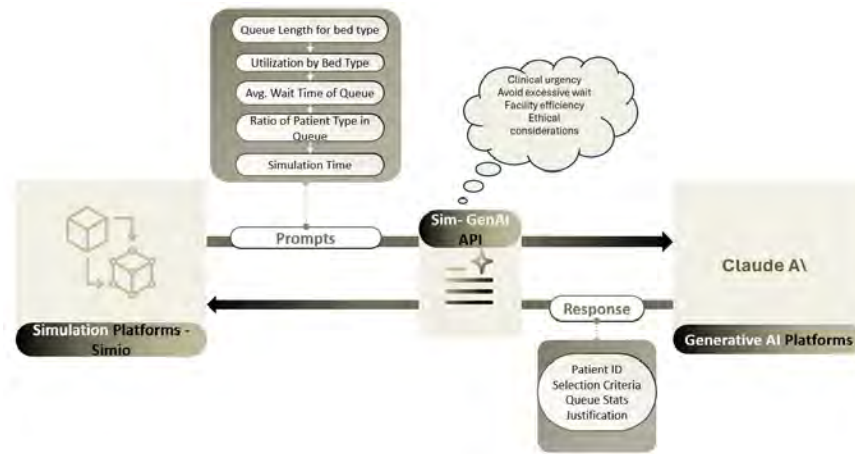 Queue Length for bed type
Utilization by Bed Type
Avg. Wait Time of Queue
Ratio of Patient Type in
Queue
Simulation Time
Clinical urgency
Avoid excessive wait
Facility efficiency
Ethical
considerations
Prompts
Sim- GenAI
API
Claude A\
Response
Simulation Platforms -
Simio
Generative AI Platforms
Patient ID
Selection Criteria
Queue Stats
Justification